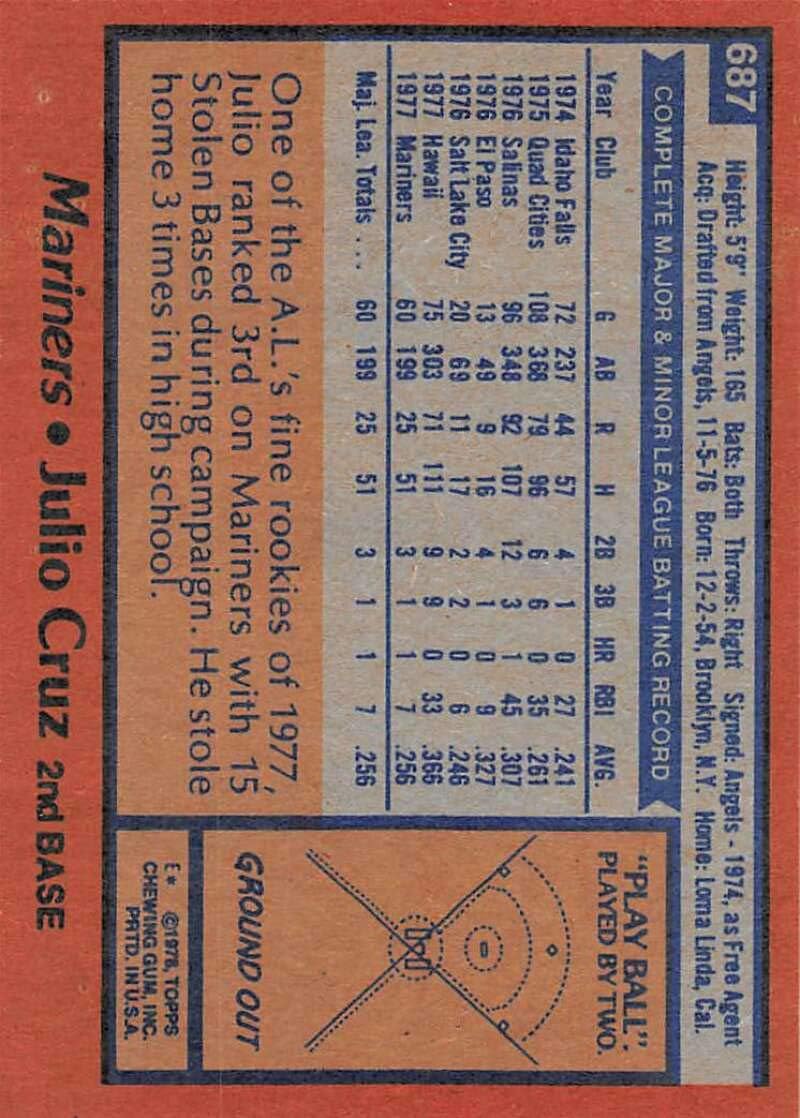 687
Height: 5'9" Weight: 165 Bats: Both Throws: Right Signed: Angels - 1974, as Free Agent
Acq: Drafted from Angels, 11-5-76 Born: 12-2-54, Brooklyn, N.Y. Home: Loma Linda, Cal.
COMPLETE MAJOR & MINOR LEAGUE BATTING RECORD
Year Club G AB R H 2B 3B HR RBI AVG.
1974 Idaho Falls 72 237 44 57 4 1 0 27 .241
1975 Quad Cities 108 368 79 96 6 6 0 35 .261
1976 Salinas 96 348 92 107 12 3 1 45 .307
1976 El Paso 13 49 9 16 4 1 0 9 .327
1976 Salt Lake City 20 69 11 17 2 2 0 6 .246
1977 Hawaii 75 303 71 111 9 9 0 33 .366
1977 Mariners 60 199 25 51 3 1 1 7 .256
Maj. Lea. Totals . . . 60 199 25 51 3 1 1 7 .256
One of the A.L.'s fine rookies of 1977,
Julio ranked 3rd on Mariners with 15
Stolen Bases during campaign. He stole
home 3 times in high school.
"PLAY BALL":
PLAYED BY TWO.
GROUND OUT
E* ©1978, TOPPS
CHEWING GUM, INC.
PRTD. IN U.S.A.
Mariners • Julio Cruz 2nd BASE